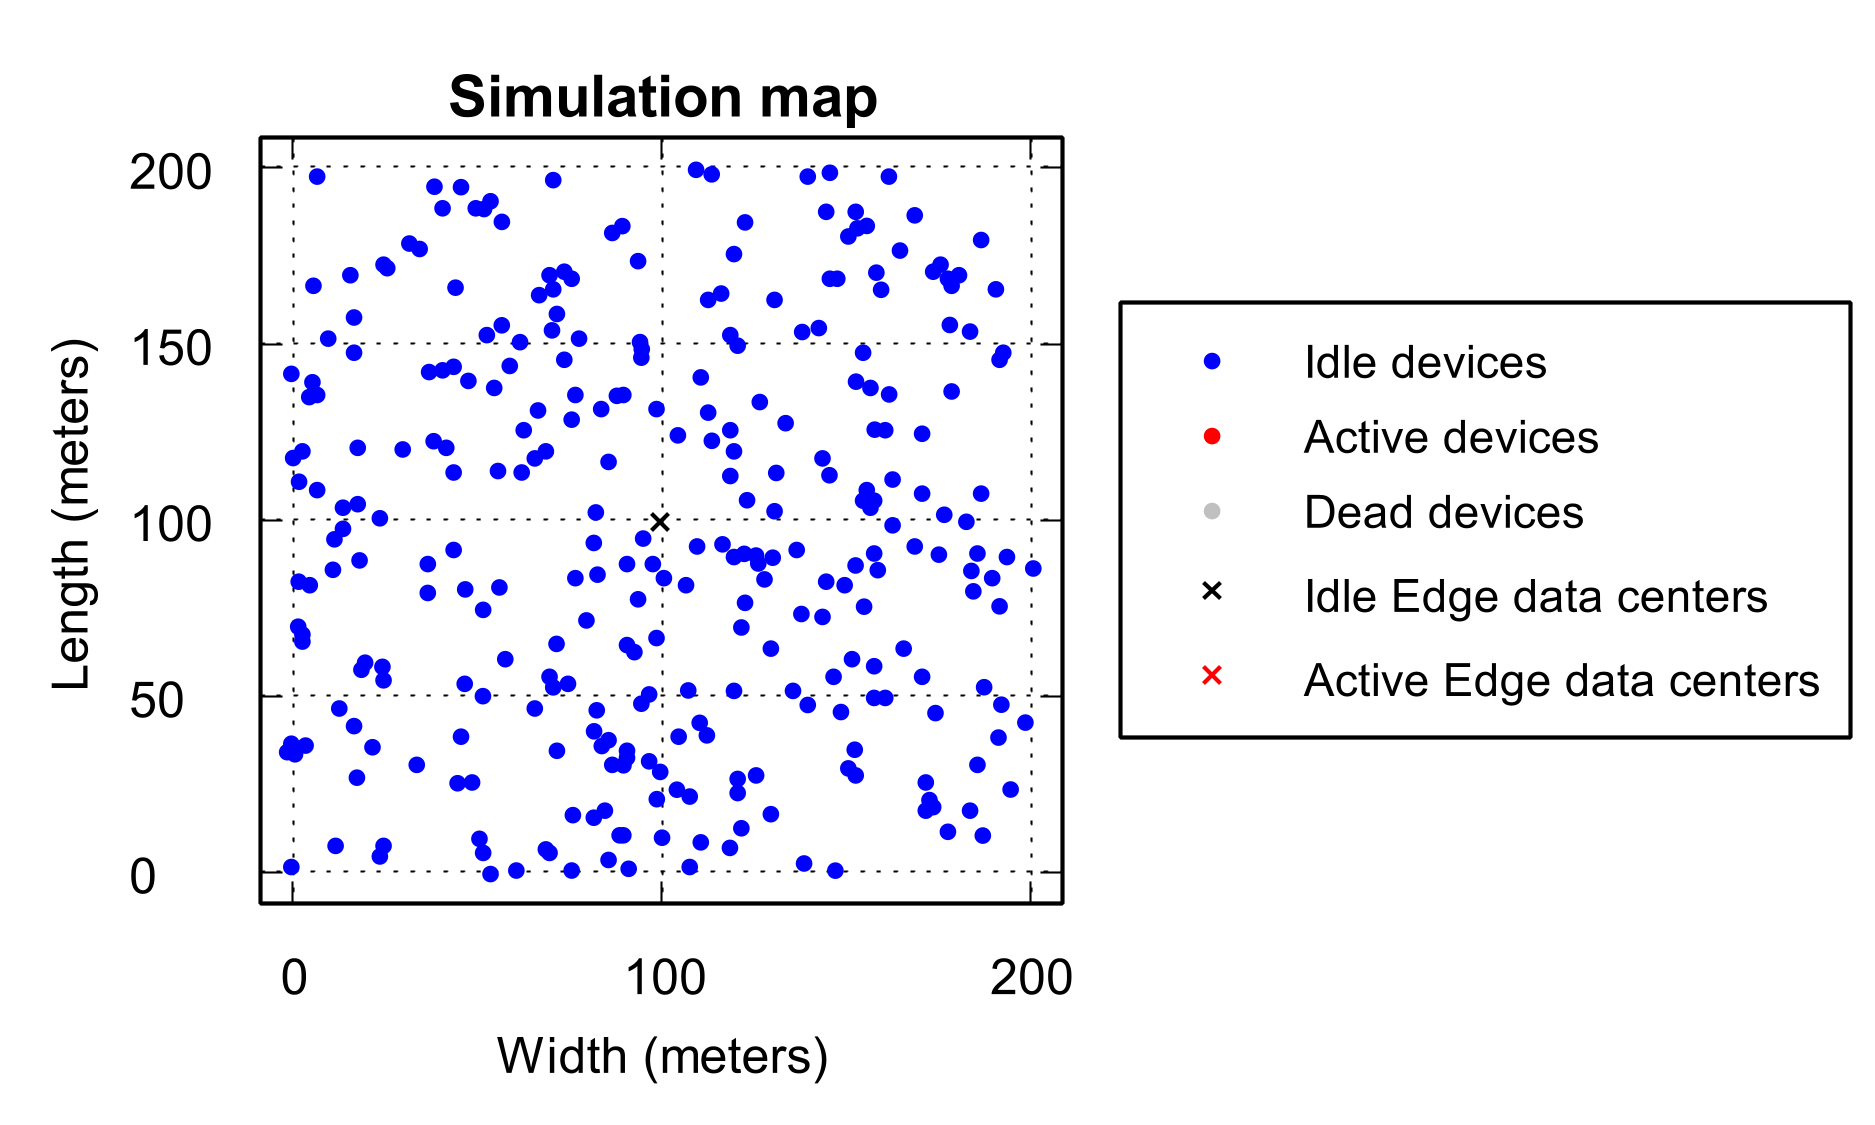 Simulation map
200
150
100
50
0
0
100
200
Length (meters)
Width (meters)
Idle devices
Active devices
Dead devices
Idle Edge data centers
Active Edge data centers